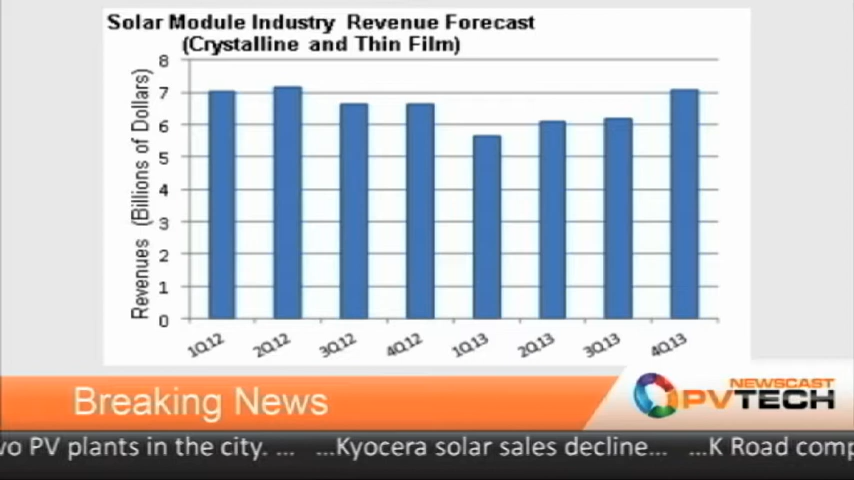 Solar Module Industry Revenue Forecast
(Crystalline and Thin Film)
Revenues (Billions of Dollars)
8
7
6
5
4
3
2
1
0
1Q12 2Q12 3Q12 4Q12 1Q13 2Q13 3Q13 4Q13
Breaking News
NEWSCAST
PVTECH
PV plants in the city. ... ...Kyocera solar sales decline... ...K Road